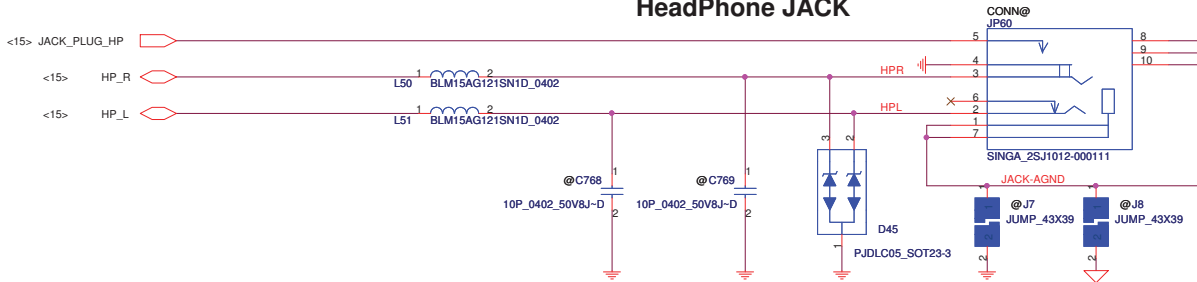 HeadPhone JACK
CONN@
JP60
<15> JACK_PLUG_HP
5
8
9
4
10
<15> HP_R
1
2
HPR
3
L50 BLM15AG121SN1D_0402
6
<15> HP_L
1
2
HPL
2
L51 BLM15AG121SN1D_0402
1
7
3
2
SINGA_2SJ1012-000111
1
1
JACK-AGND
@C768
@C769
1
1
10P_0402_50V8J~D
10P_0402_50V8J~D
@J7
@J8
2
2
JUMP_43X39
JUMP_43X39
D45
1
PJDLC05_SOT23-3
2
2